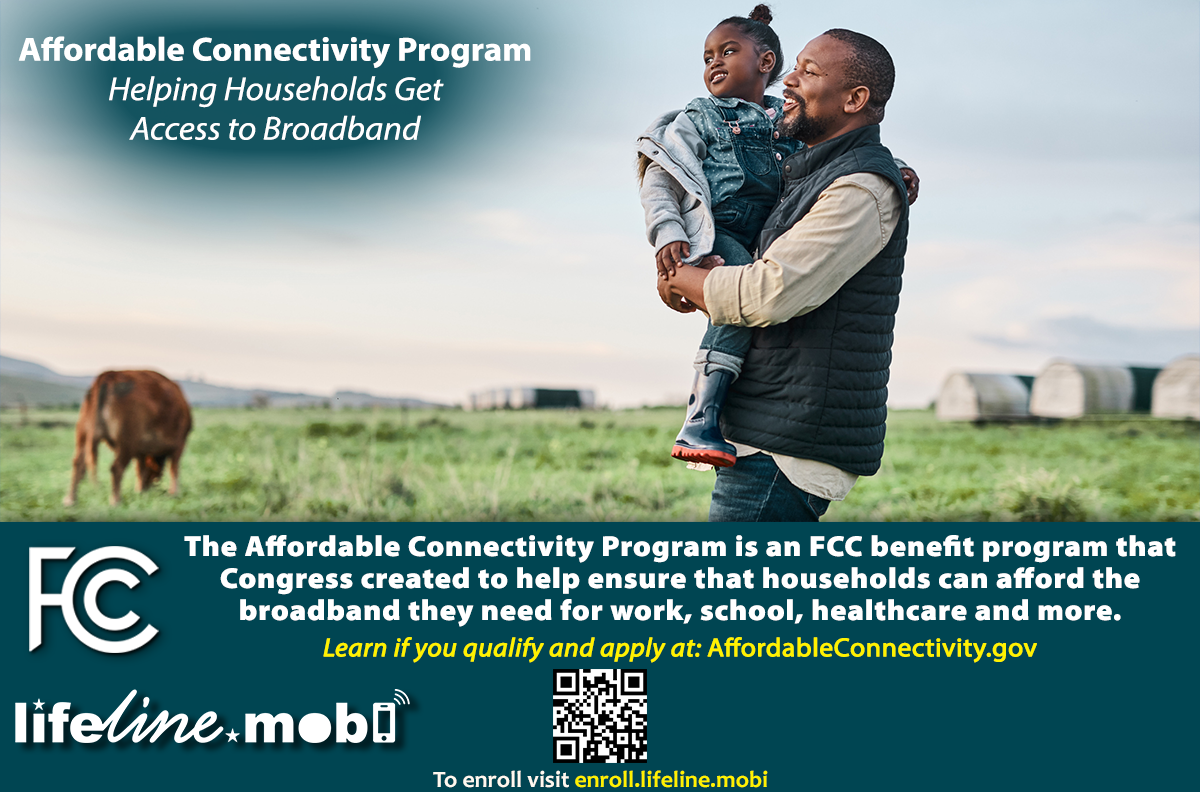 Affordable Connectivity Program
Helping Households Get
Access to Broadband
FCC
The Affordable Connectivity Program is an FCC benefit program that
Congress created to help ensure that households can afford the
broadband they need for work, school, healthcare and more.
Learn if you qualify and apply at: AffordableConnectivity.gov
lifeline.mobi
To enroll visit enroll.lifeline.mobi